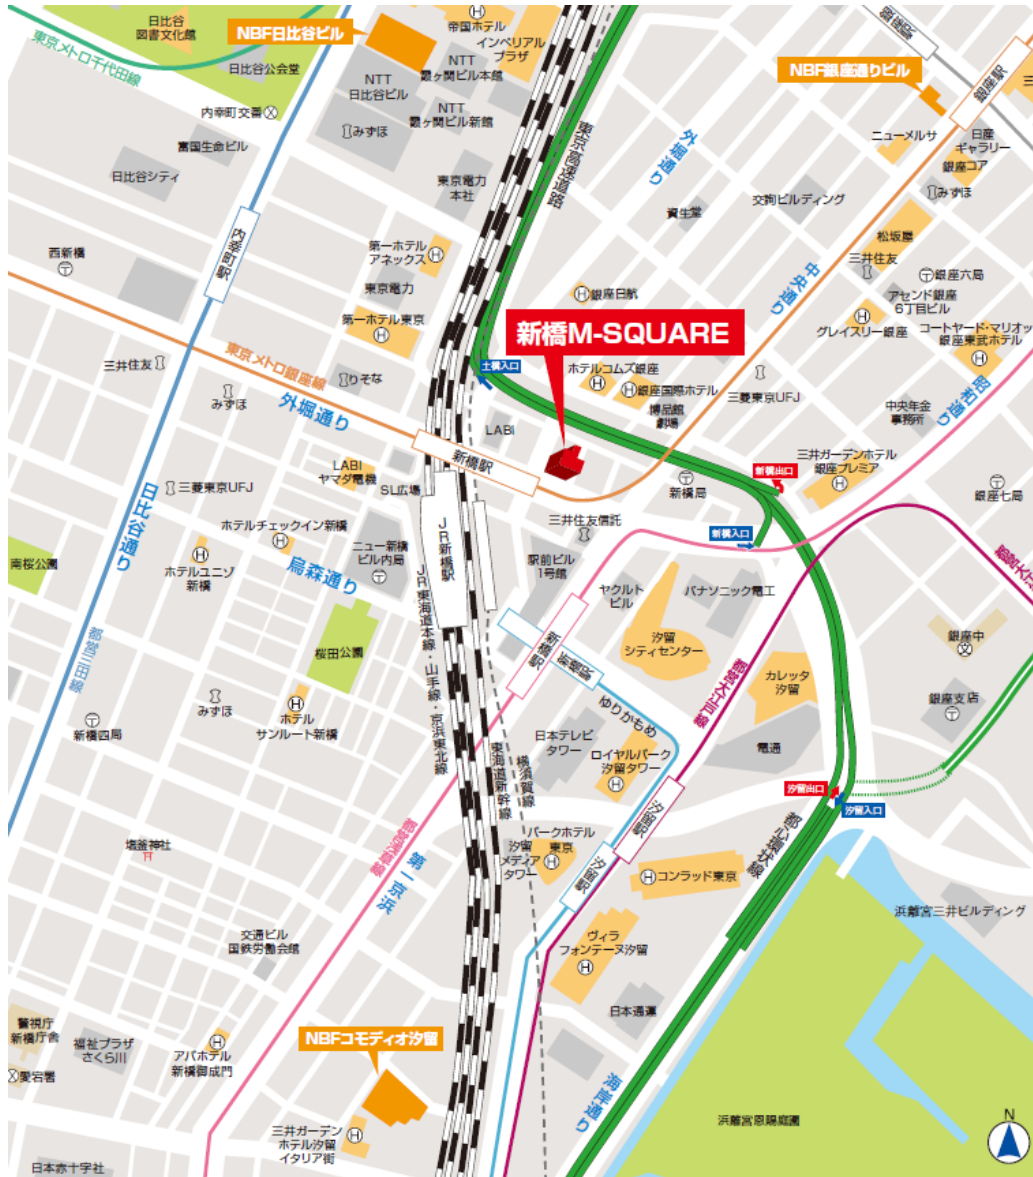 日比谷
図書文化館
東京メトロ千代田線
NBF日比谷ビル
帝国ホテル
インペリアル
プラザ
日比谷公会堂
NTT
霞ヶ関ビル本館
NTT
日比谷ビル
NTT
霞ヶ関ビル新館
内幸町交番
みずほ
富国生命ビル
日比谷シティ
東京電力
本社
東京高速道路
外堀通り
銀座駅
NBF銀座通りビル
銀座駅
三
ニューメルサ
日産
ギャラリー
銀座コア
みずほ
交詢ビルディング
資生堂
松坂屋
三井住友
銀座六局
アセンド銀座
6丁目ビル
グレイスリー銀座
コートヤード・マリオット
銀座東武ホテル
中央通り
昭和通り
西新橋
内幸町駅
第一ホテル
アネックス
東京電力
第一ホテル東京
銀座日航
新橋M-SQUARE
土橋入口
ホテルコムズ銀座
銀座国際ホテル
博品館
劇場
三菱東京UFJ
中央年金
事務所
三井住友
東京メトロ銀座線
りそな
みずほ
外堀通り
LABI
新橋駅
LABI
ヤマダ電機
SL広場
三菱東京UFJ
日比谷通り
三井ガーデンホテル
銀座プレミア
新橋出口
新橋局
銀座七局
新橋入口
三井住友信託
駅前ビル
1号館
ホテルチェックイン新橋
ニュー新橋
ビル内局
JR新橋駅
南桜公園
ホテルユニゾ
新橋
烏森通り
JR東海道本線・山手線・京浜東北線
ヤクルト
ビル
パナソニック電工
汐留
シティセンター
新橋駅
新橋駅
カレッタ
汐留
都営大江戸線
都営大江
銀座中
銀座支店
都営三田線
桜田公園
みずほ
新橋四局
ホテル
サンルート新橋
ゆりかもめ
日本テレビ
タワー
ロイヤルパーク
汐留タワー
電通
東海道新幹線
横須賀線
汐留出口
汐留入口
汐留駅
汐留駅
都心環状線
塩釜神社
都営浅草線
第一京浜
汐留
メディア
タワー
パークホテル
東京
コンラッド東京
浜離宮三井ビルディング
交通ビル
国鉄労働会館
ヴィラ
フォンテーヌ汐留
日本通運
警視庁
新橋庁舎
愛宕署
福祉プラザ
さくら川
アパホテル
新橋御成門
NBFコモディオ汐留
海岸通り
浜離宮恩賜庭園
三井ガーデン
ホテル汐留
イタリア街
日本赤十字社
N